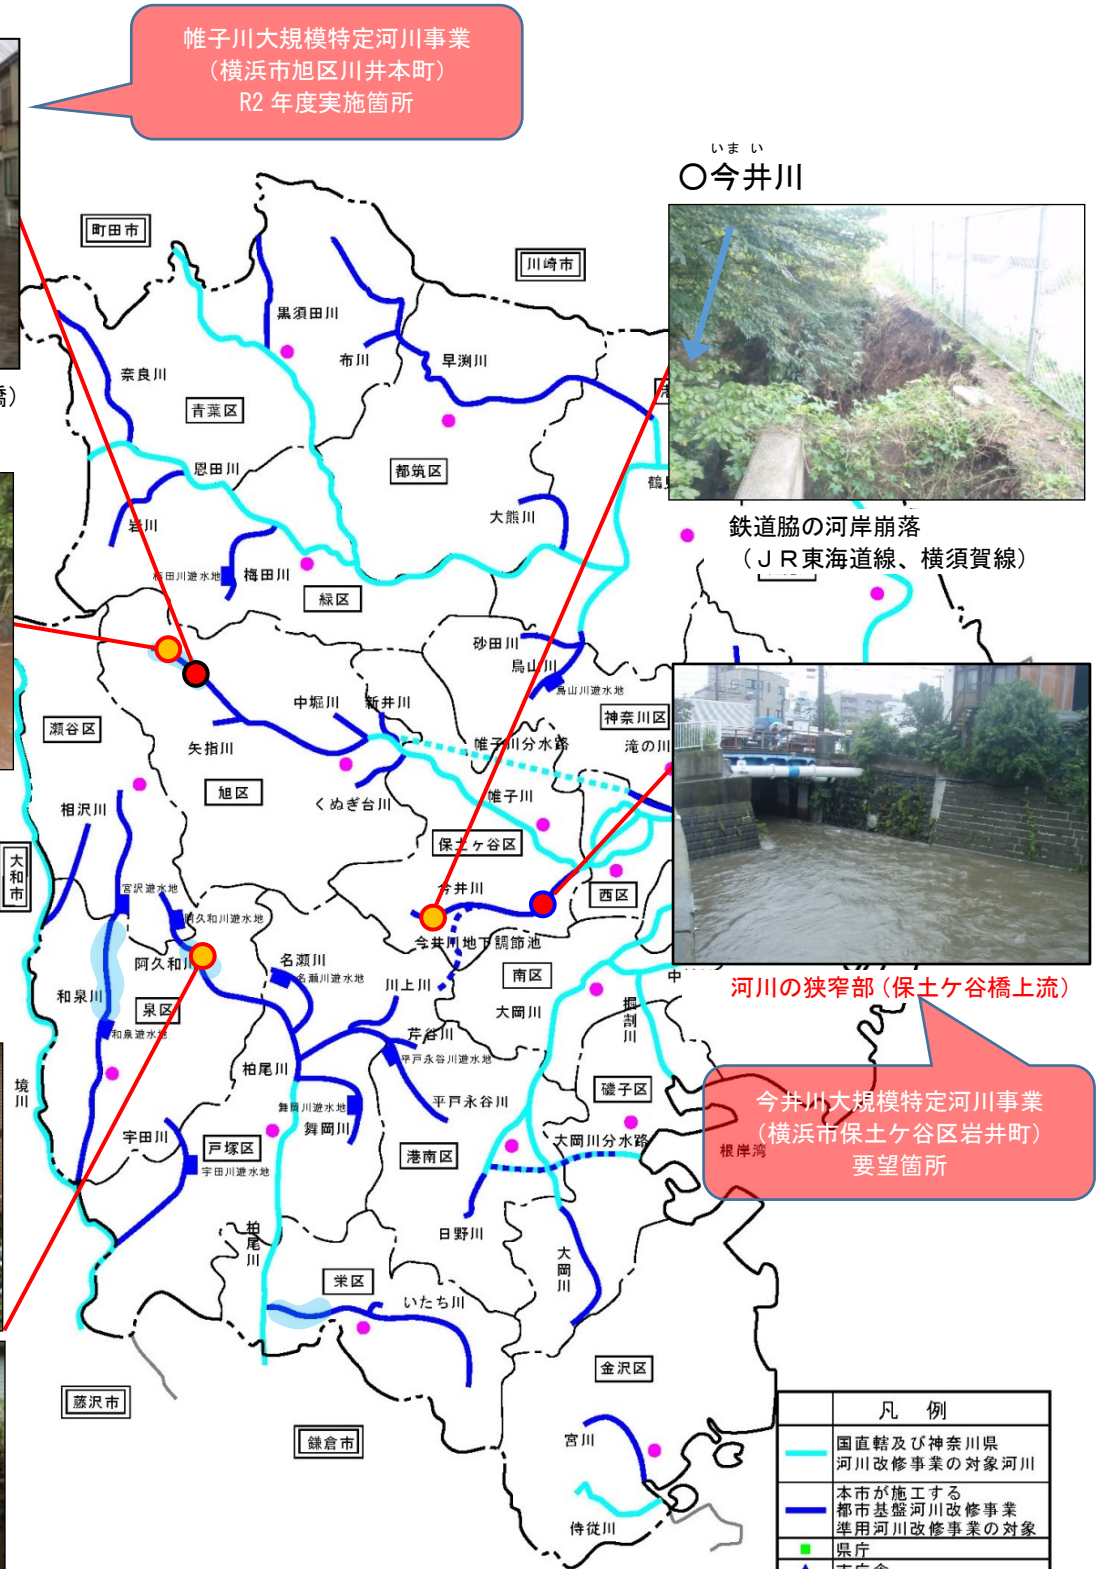 帷子川大規模特定河川事業
（横浜市旭区川井本町）
R2 年度実施箇所
いま い
〇今井川
町田市
川崎市
黒須田川
布川
早渕川
奈良川
青葉区
恩田川
都筑区
岩川
大熊川
鉄道脇の河岸崩落
（ＪＲ東海道線、横須賀線）
梅田川遊水地
梅田川
緑区
砂田川
鳥山川
鳥山川遊水地
中堀川
新井川
神奈川区
瀬谷区
矢指川
帷子川分水路
滝の川
旭区
くぬぎ台川
帷子川
相沢川
保土ヶ谷区
大和市
宮沢遊水地
今井川
西区
阿久和川遊水地
今井川地下調節池
阿久和川
名瀬川
名瀬川遊水地
川上川
南区
中
河川の狭窄部（保土ケ谷橋上流）
和泉川
泉区
大岡川
掘割川
和泉遊水地
芹谷川
平戸永谷川遊水地
柏尾川
境川
舞岡川遊水地
舞岡川
平戸永谷川
磯子区
今井川大規模特定河川事業
（横浜市保土ケ谷区岩井町）
要望箇所
宇田川
戸塚区
宇田川遊水地
港南区
大岡川分水路
根岸湾
柏尾川
日野川
大岡川
栄区
いたち川
藤沢市
鎌倉市
金沢区
宮川
侍従川
凡 例
国直轄及び神奈川県
河川改修事業の対象河川
本市が施工する
都市基盤河川改修事業
準用河川改修事業の対象
県庁